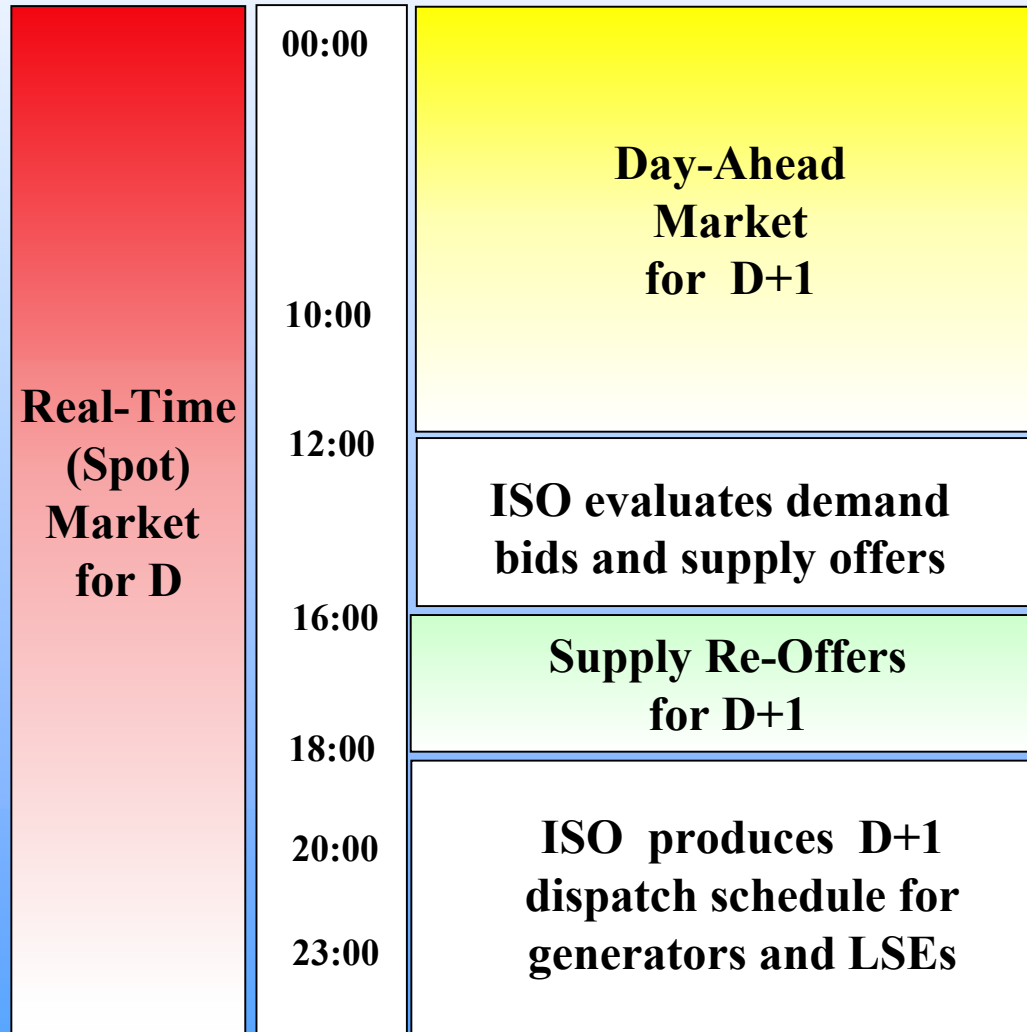 Real-Time
(Spot)
Market
for D
00:00
10:00
12:00
16:00
18:00
20:00
23:00
Day-Ahead
Market
for D+1
ISO evaluates demand
bids and supply offers
Supply Re-Offers
for D+1
ISO produces D+1
dispatch schedule for
generators and LSEs